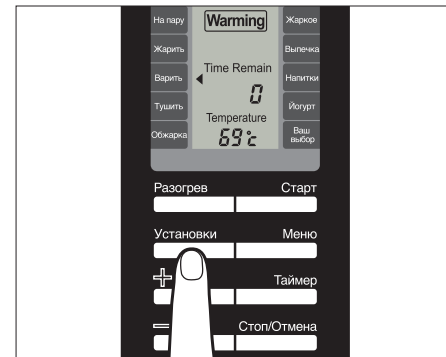 На пару Warming Жаркое
Жарить Выпечка
Time Remain
Варить Напитки
0
Тушить Йогурт
Temperature
Обжарка 69°c Ваш выбор
Разогрев Старт
Установки Меню
+ Таймер
− Стоп/Отмена